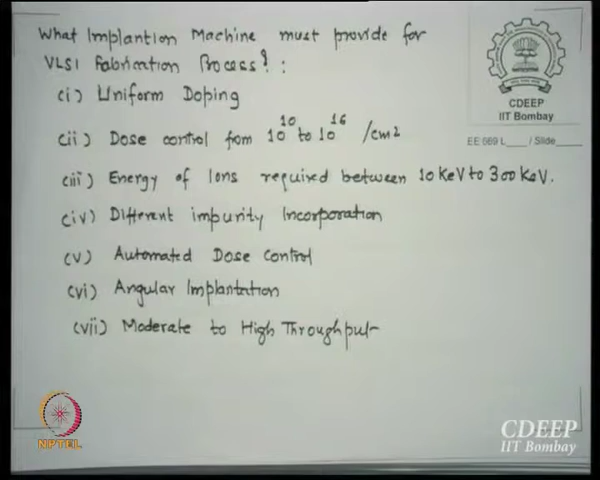 What Implantion Machine must provide for
VLSI Fabrication Process? :
(i) Uniform Doping
(ii) Dose control from 10^10 to 10^16 /cm2
(iii) Energy of Ions required between 10 keV to 300 keV.
(iv) Different impurity Incorporation
(v) Automated Dose Control
(vi) Angular Implantation
(vii) Moderate to High Throughput
CDEEP
IIT Bombay
EE 669 L____ / Slide____
NPTEL
CDEEP
IIT Bombay